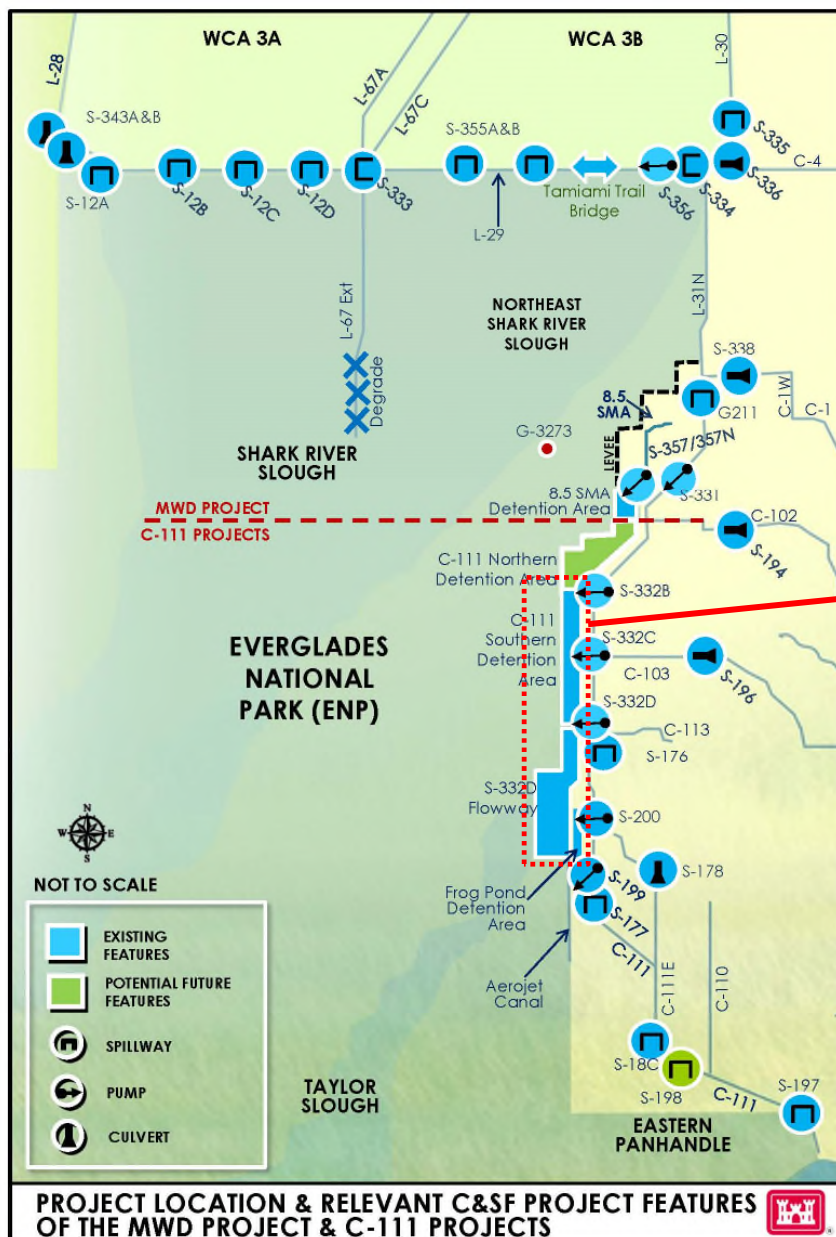 WCA 3A
WCA 3B
L-28
L-67A
L-67C
L-30
S-343A&B
S-355A&B
S-335
C-4
S-12A
S-12B
S-12C
S-12D
S-333
L-29
Tamiami Trail
Bridge
S-356
S-334
S-336
L-67 Ext
Degrade
NORTHEAST
SHARK RIVER
SLOUGH
L-31N
S-338
C-1W
C-1
8.5
SMA
G211
G-3273
LEVEE
S-357/357N
SHARK RIVER
SLOUGH
8.5 SMA
Detention Area
S-331
MWD PROJECT
C-111 PROJECTS
C-102
S-194
C-111 Northern
Detention Area
S-332B
C-111
Southern
Detention
Area
S-332C
C-103
S-196
EVERGLADES
NATIONAL
PARK (ENP)
S-332D
C-113
S-176
S-332D
Flowway
S-200
N
W
E
S
NOT TO SCALE
Frog Pond
Detention
Area
S-199
S-178
S-177
Aerojet
Canal
C-111
C-111E
C-110
EXISTING
FEATURES
POTENTIAL FUTURE
FEATURES
SPILLWAY
PUMP
CULVERT
TAYLOR
SLOUGH
S-18C
S-198
C-111
S-197
EASTERN
PANHANDLE
PROJECT LOCATION & RELEVANT C&SF PROJECT FEATURES
OF THE MWD PROJECT & C-111 PROJECTS